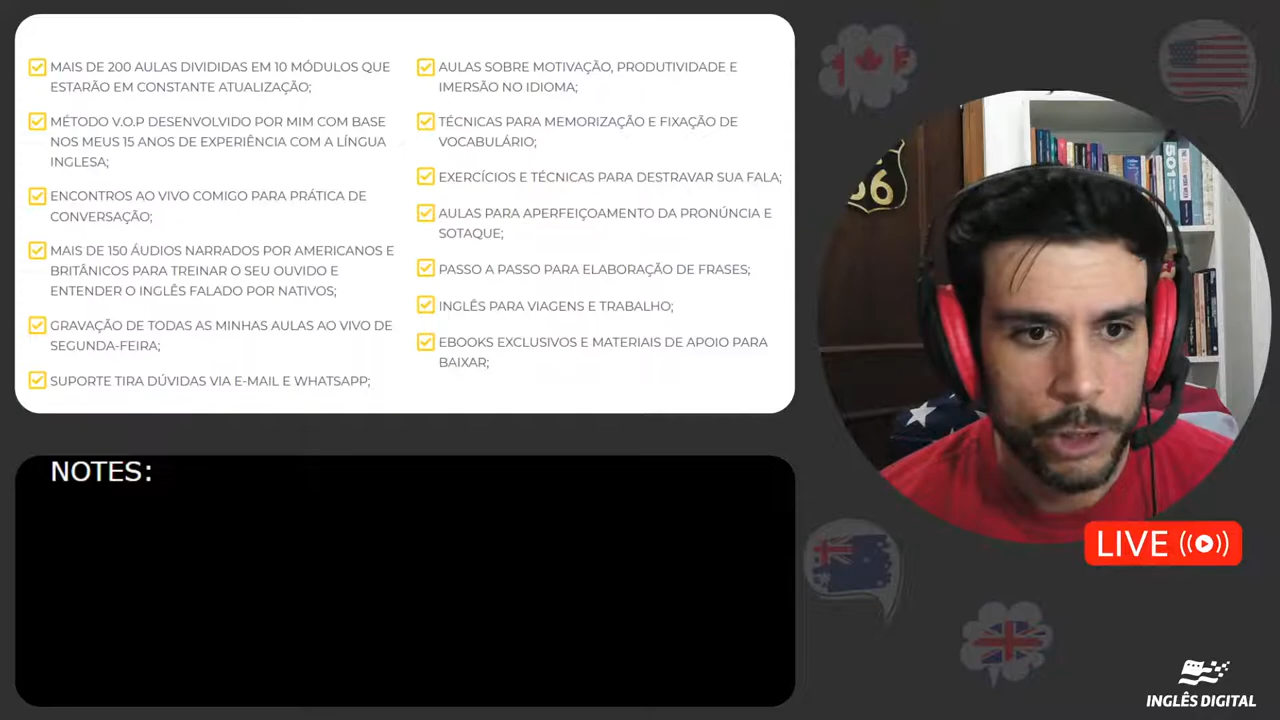 MAIS DE 200 AULAS DIVIDIDAS EM 10 MÓDULOS QUE
ESTARÃO EM CONSTANTE ATUALIZAÇÃO;
MÉTODO V.O.P DESENVOLVIDO POR MIM COM BASE
NOS MEUS 15 ANOS DE EXPERIÊNCIA COM A LÍNGUA
INGLESA;
ENCONTROS AO VIVO COMIGO PARA PRÁTICA DE
CONVERSAÇÃO;
MAIS DE 150 ÁUDIOS NARRADOS POR AMERICANOS E
BRITÂNICOS PARA TREINAR O SEU OUVIDO E
ENTENDER O INGLÊS FALADO POR NATIVOS;
GRAVAÇÃO DE TODAS AS MINHAS AULAS AO VIVO DE
SEGUNDA-FEIRA;
SUPORTE TIRA DÚVIDAS VIA E-MAIL E WHATSAPP;
AULAS SOBRE MOTIVAÇÃO, PRODUTIVIDADE E
IMERSÃO NO IDIOMA;
TÉCNICAS PARA MEMORIZAÇÃO E FIXAÇÃO DE
VOCABULÁRIO;
EXERCÍCIOS E TÉCNICAS PARA DESTRAVAR SUA FALA;
AULAS PARA APERFEIÇOAMENTO DA PRONÚNCIA E
SOTAQUE;
PASSO A PASSO PARA ELABORAÇÃO DE FRASES;
INGLÊS PARA VIAGENS E TRABALHO;
EBOOKS EXCLUSIVOS E MATERIAIS DE APOIO PARA
BAIXAR;
NOTES:
66
501
LIVE
INGLÊS DIGITAL